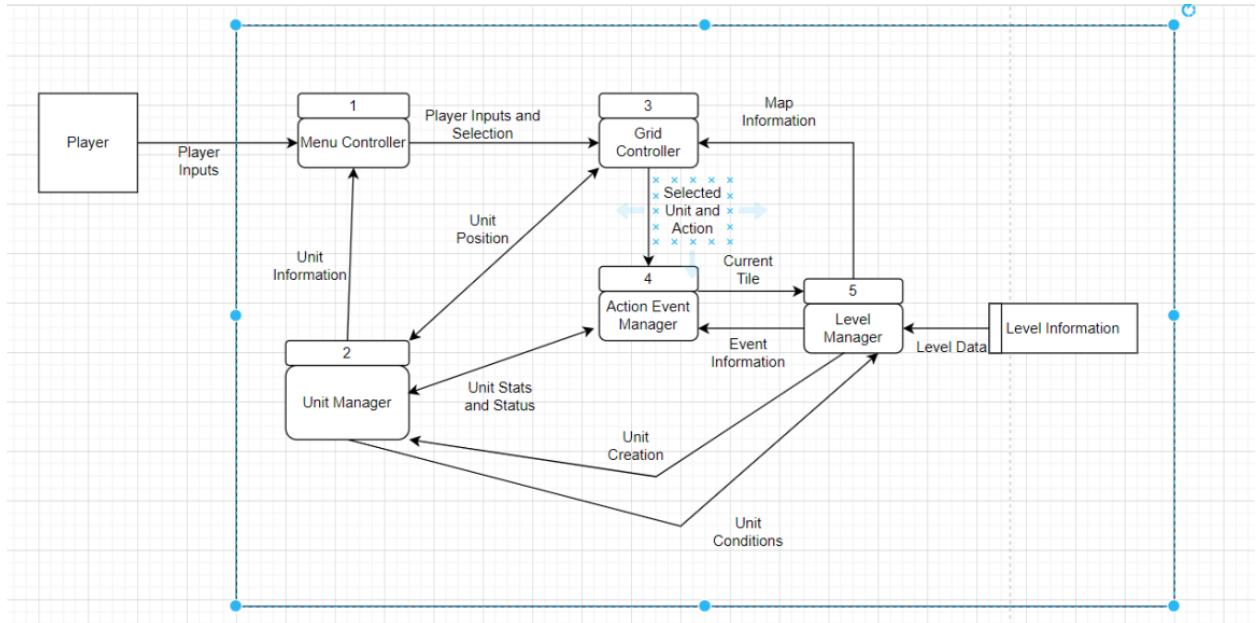 Player
Player
Inputs
1
Menu Controller
Player Inputs and
Selection
3
Grid
Controller
Map
Information
Selected
Unit and
Action
Unit
Position
Unit
Information
4
Action Event
Manager
Current
Tile
5
Level
Manager
Level Information
Level Data
Event
Information
2
Unit Manager
Unit Stats
and Status
Unit
Creation
Unit
Conditions